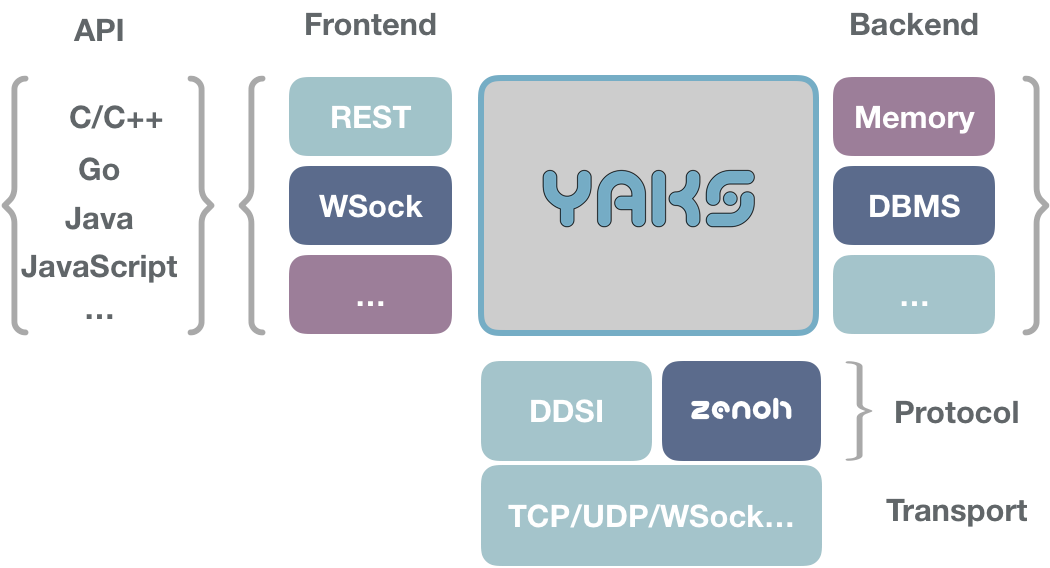 API
Frontend
Backend
C/C++
Go
Java
JavaScript
...
REST
WSock
...
YAKS
Memory
DBMS
...
DDSI
zenoh
Protocol
TCP/UDP/WSock...
Transport